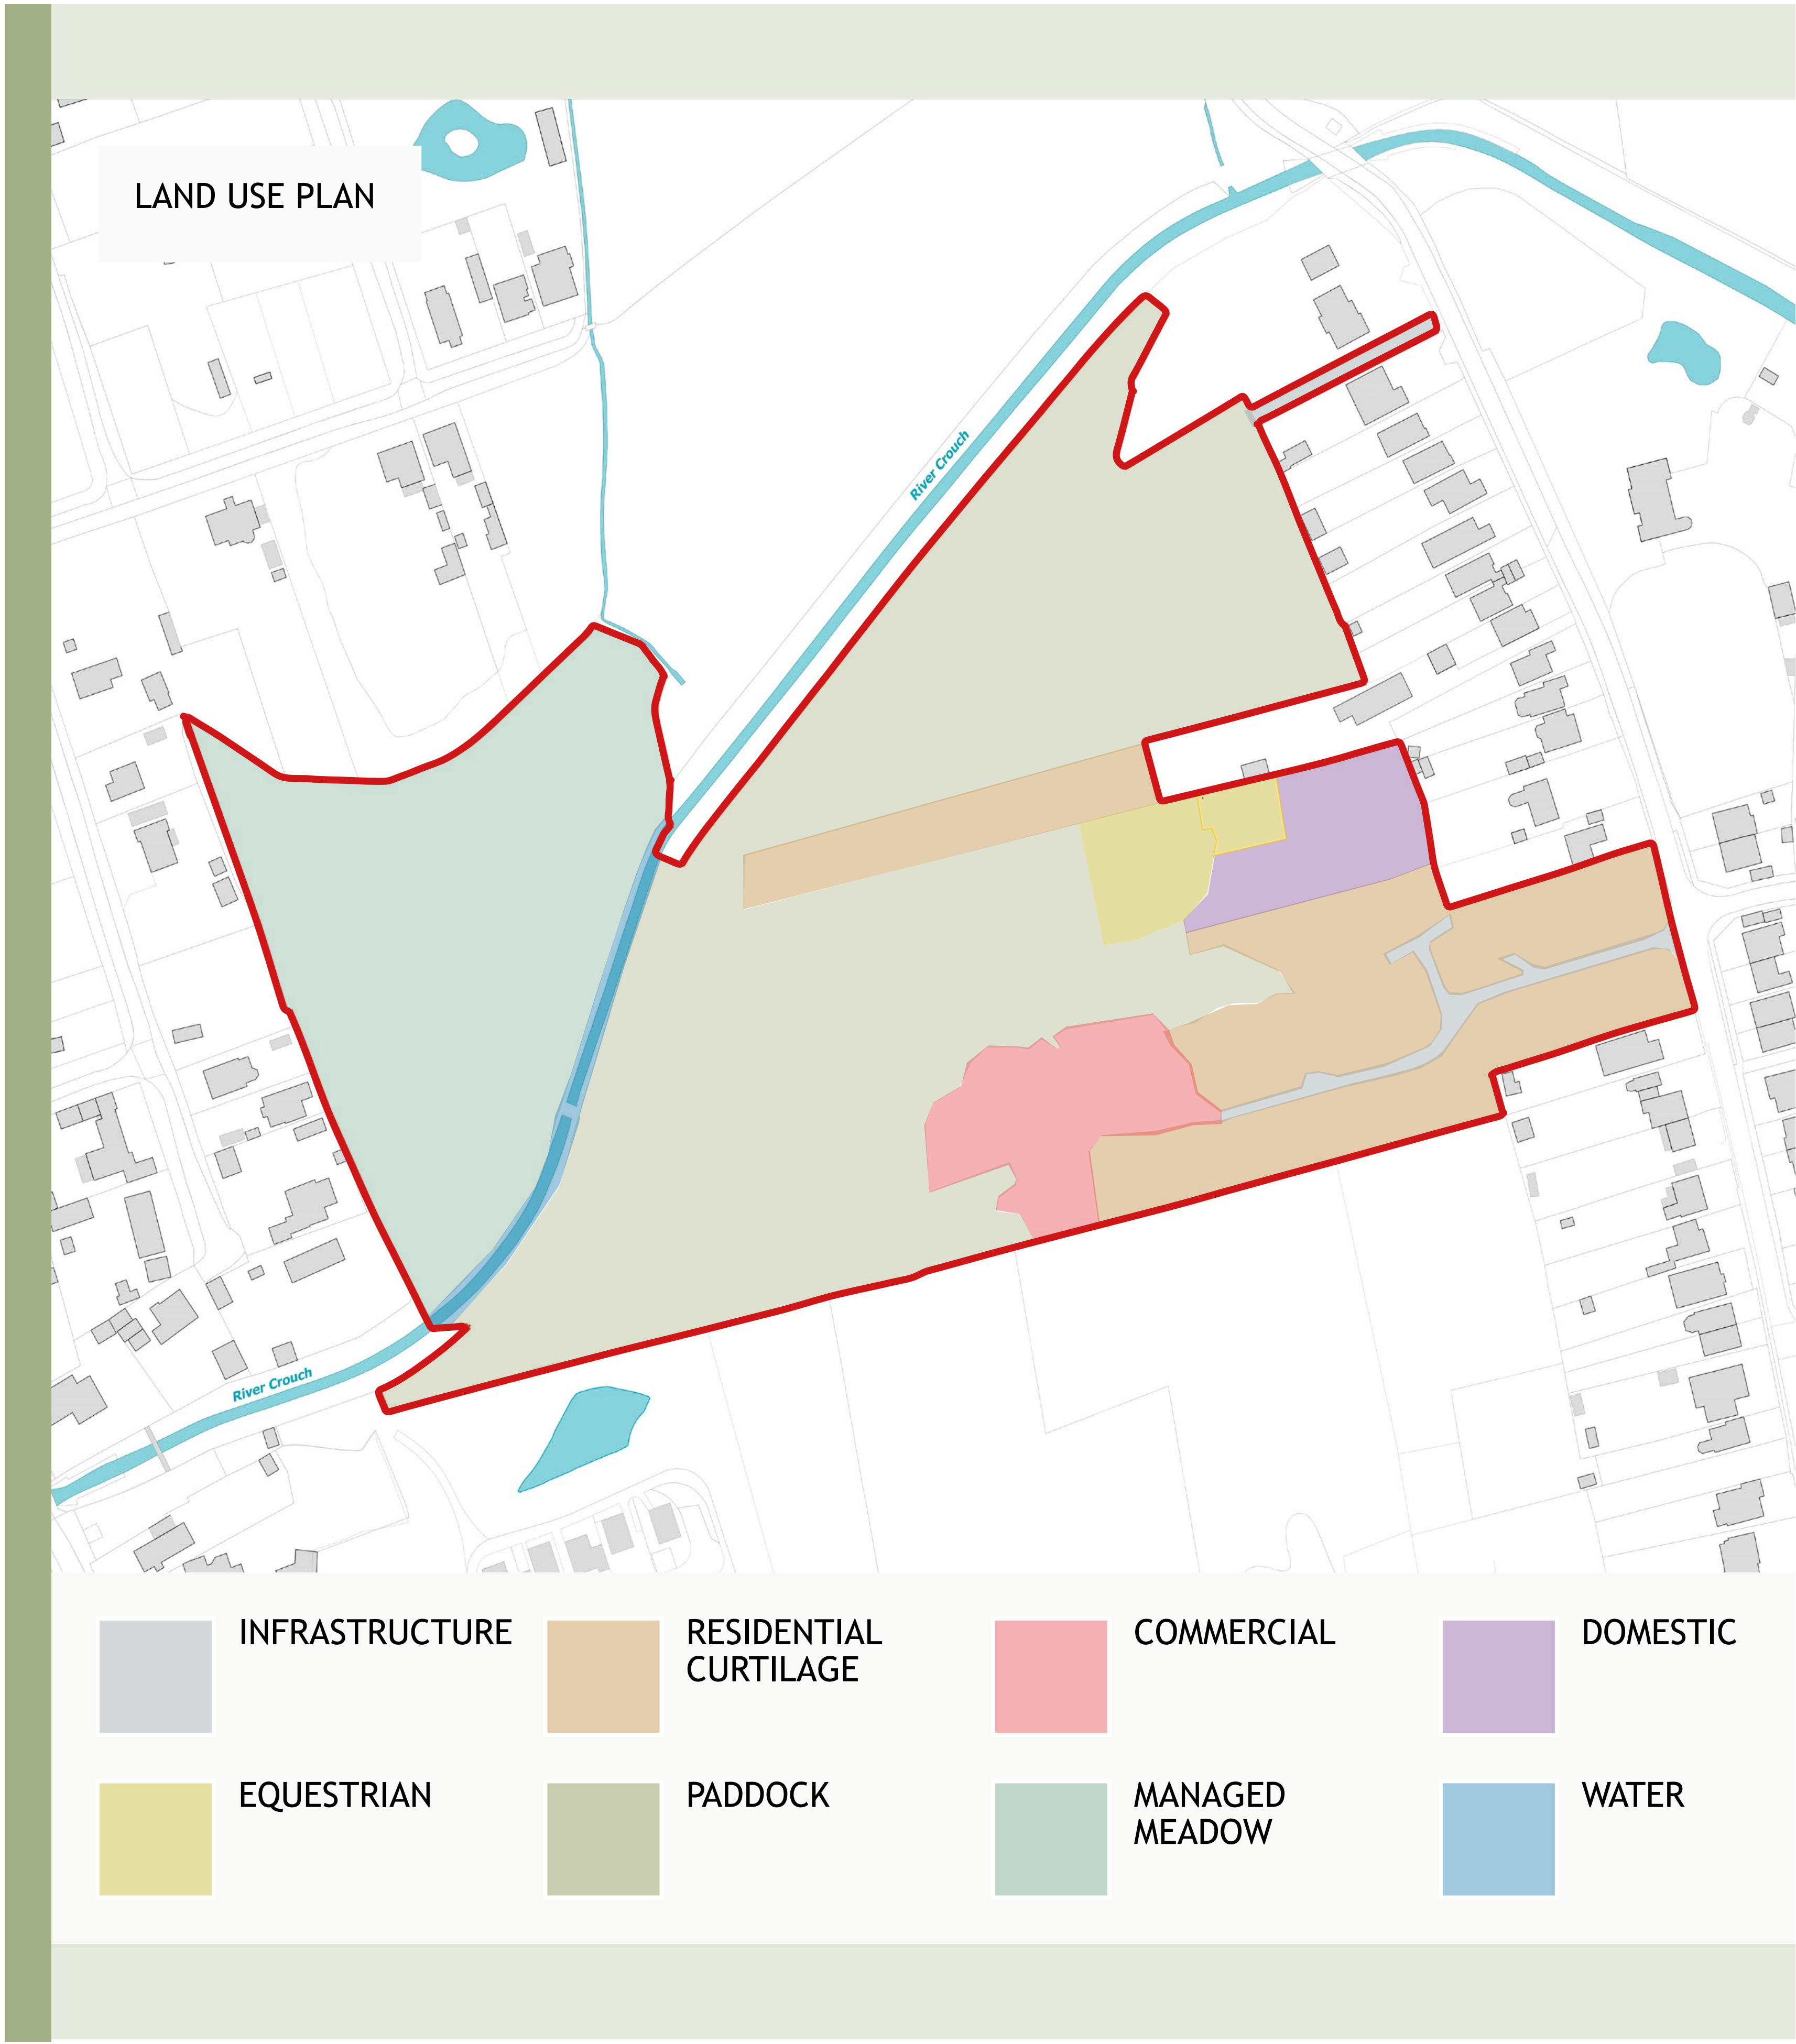 LAND USE PLAN
River Crouch
River Crouch
INFRASTRUCTURE
RESIDENTIAL
CURTILAGE
COMMERCIAL
DOMESTIC
EQUESTRIAN
PADDOCK
MANAGED
MEADOW
WATER